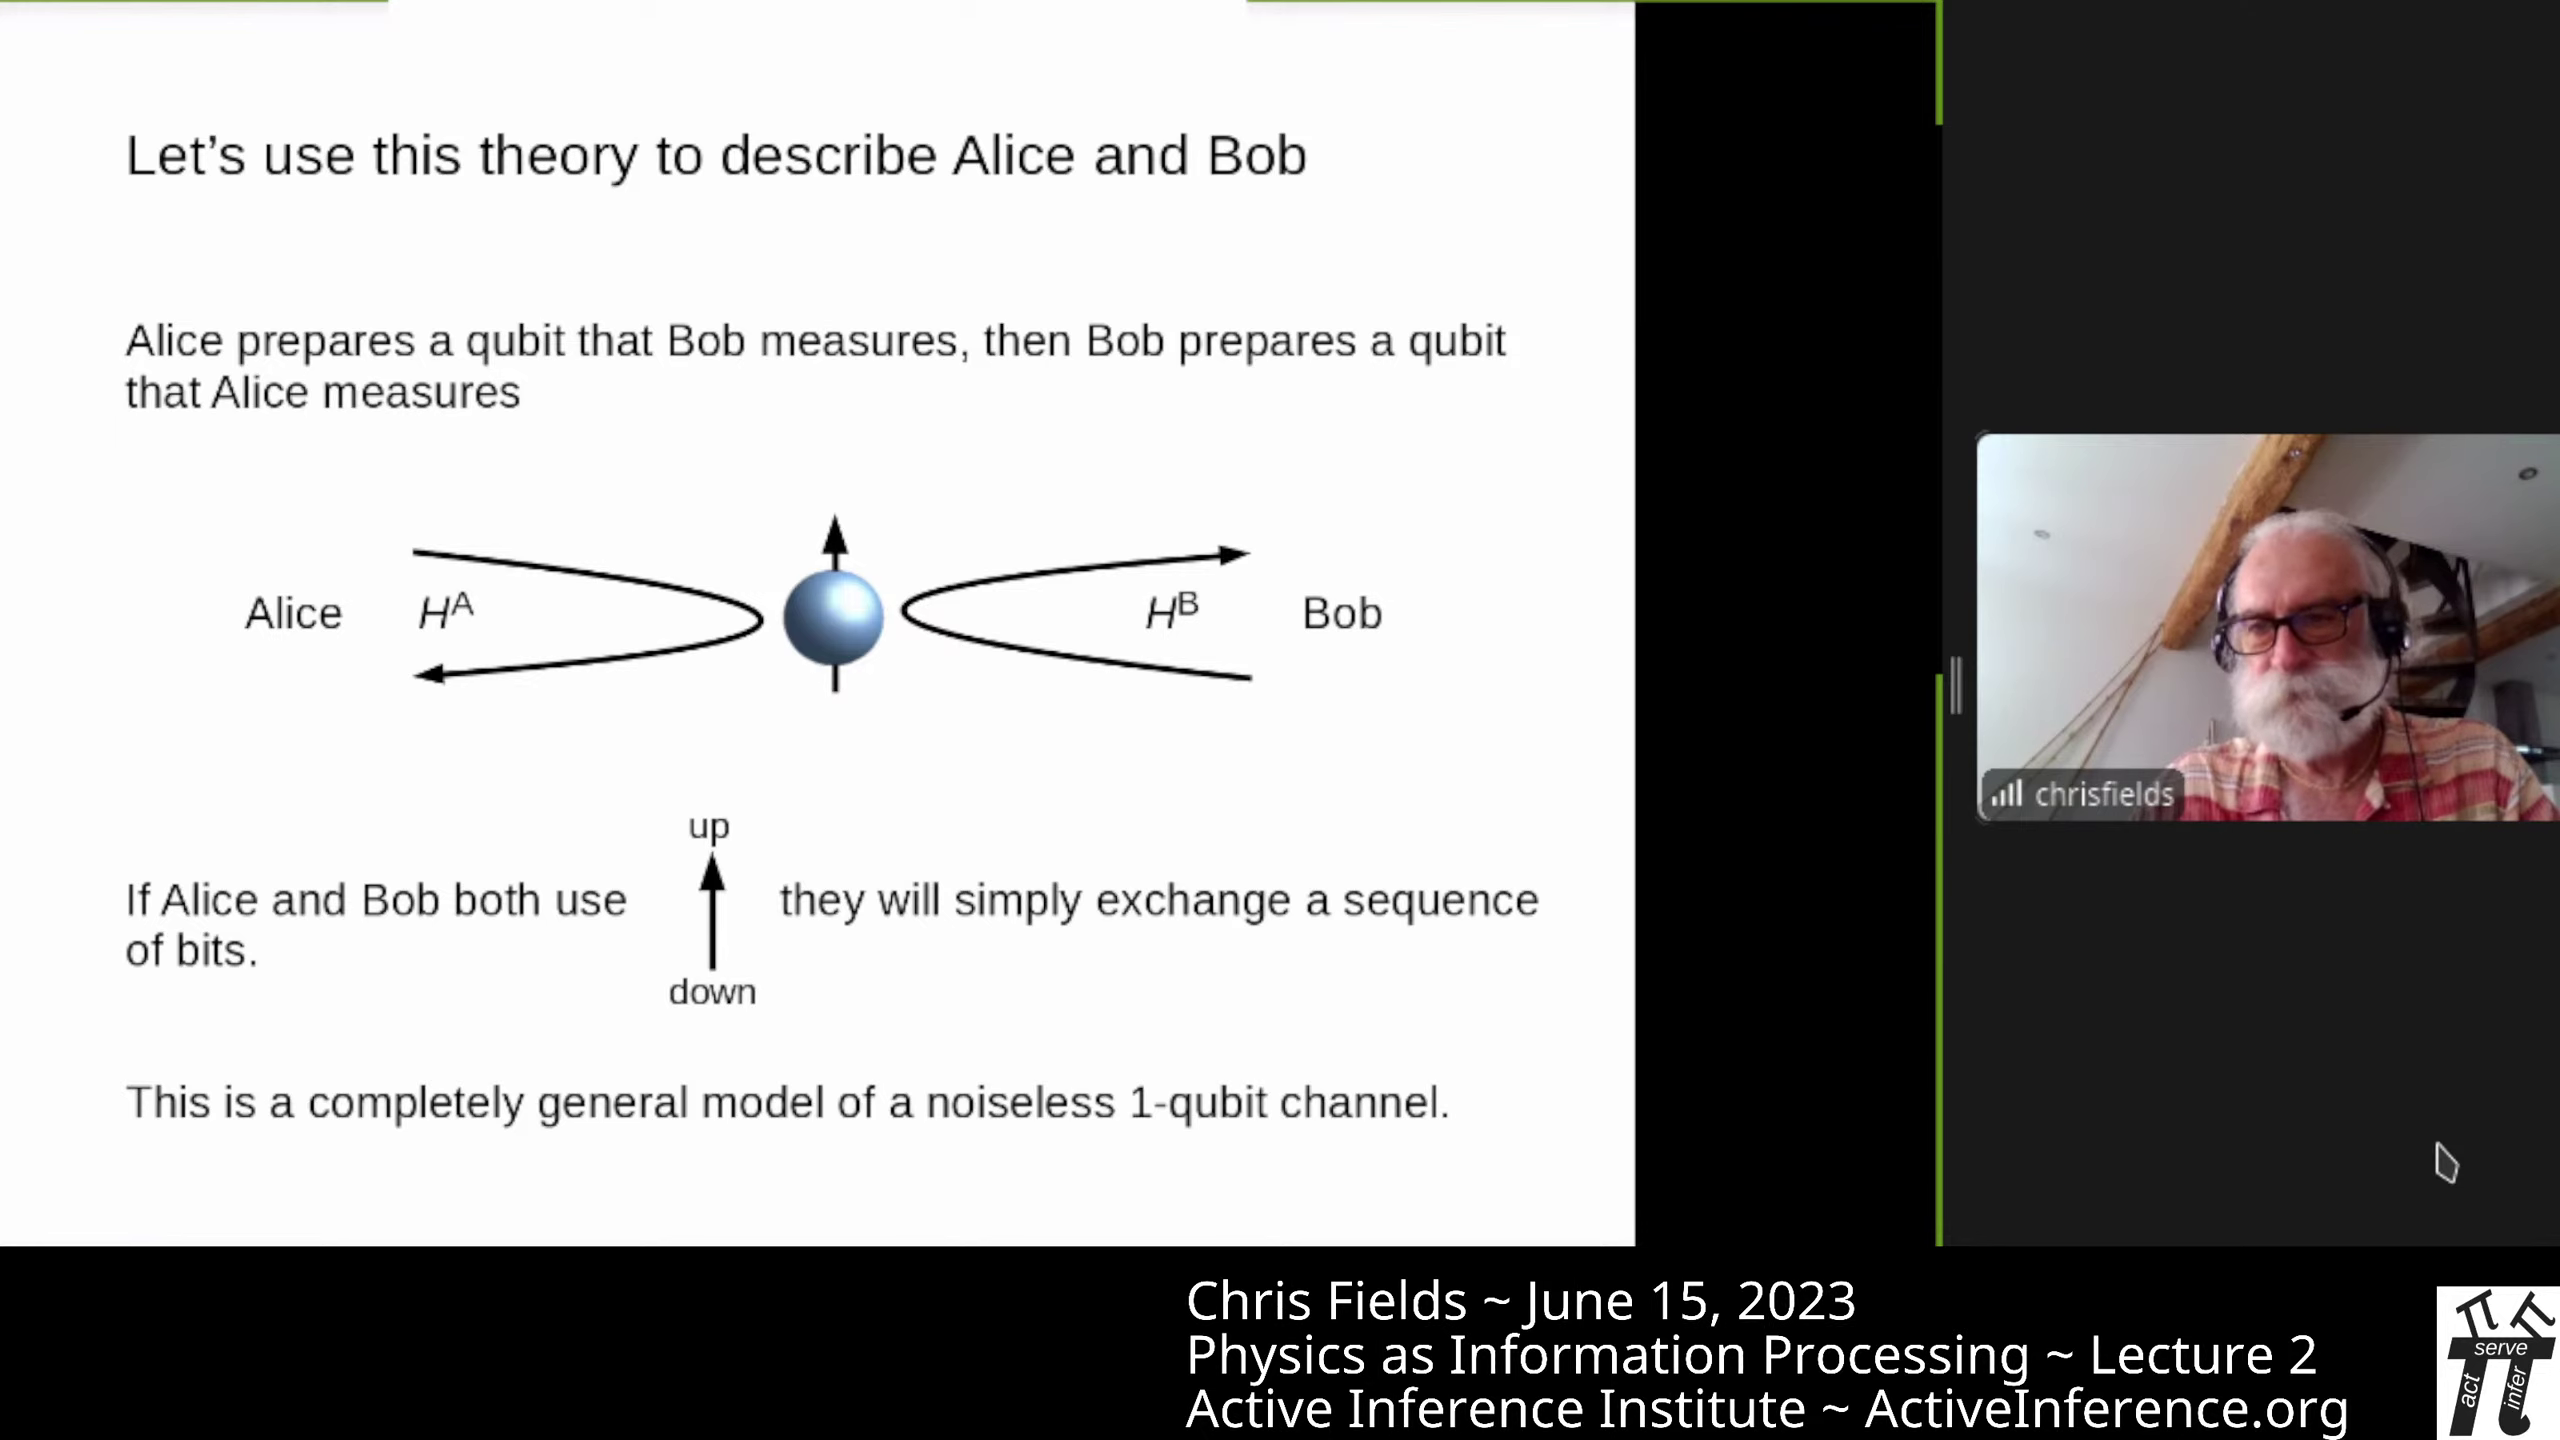 Let’s use this theory to describe Alice and Bob
Alice prepares a qubit that Bob measures, then Bob prepares a qubit
that Alice measures
Alice
H^A
H^B
Bob
up
If Alice and Bob both use
they will simply exchange a sequence
of bits.
down
This is a completely general model of a noiseless 1-qubit channel.
chrisfields
Chris Fields ~ June 15, 2023
Physics as Information Processing ~ Lecture 2
Active Inference Institute ~ ActiveInference.org
serve
act
infer